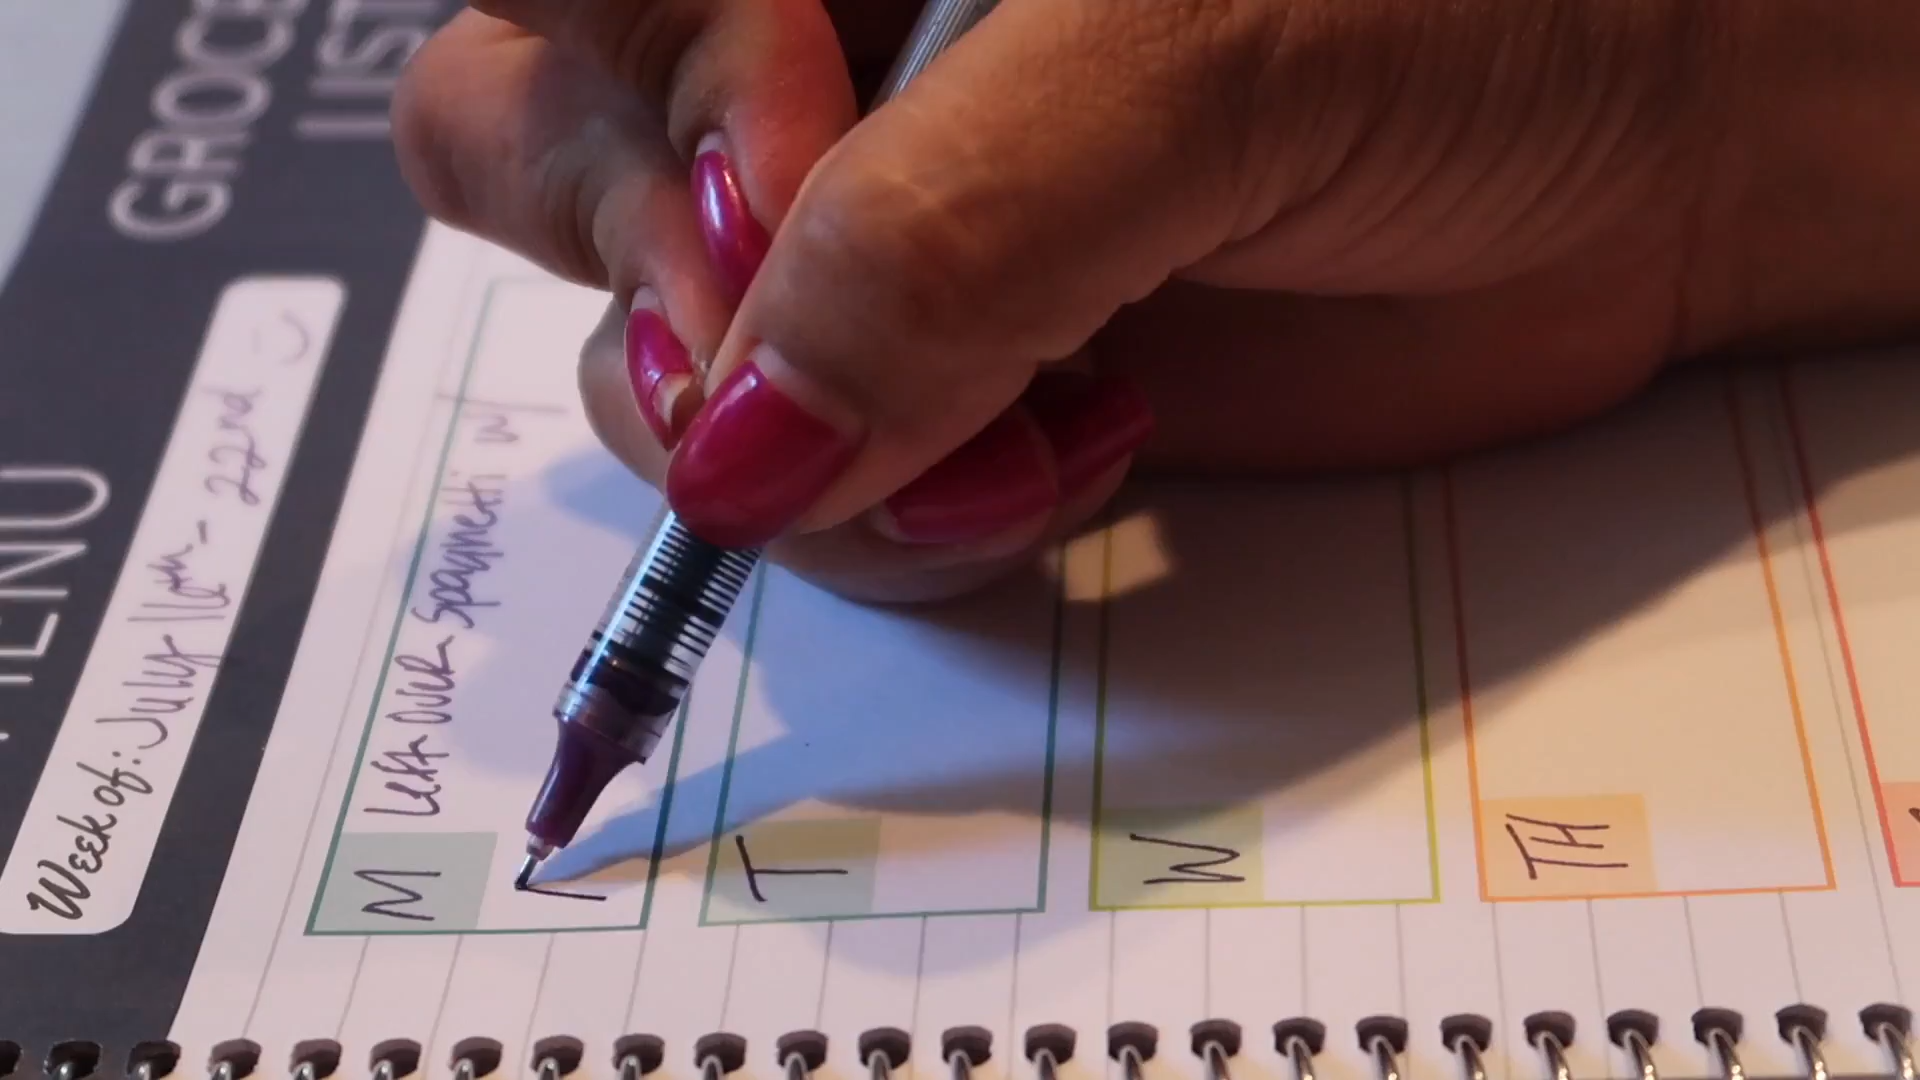 GROCE
LIST
MENU
Week of: July 16th - 22nd
M
Left over Spaghetti w/
T
W
TH